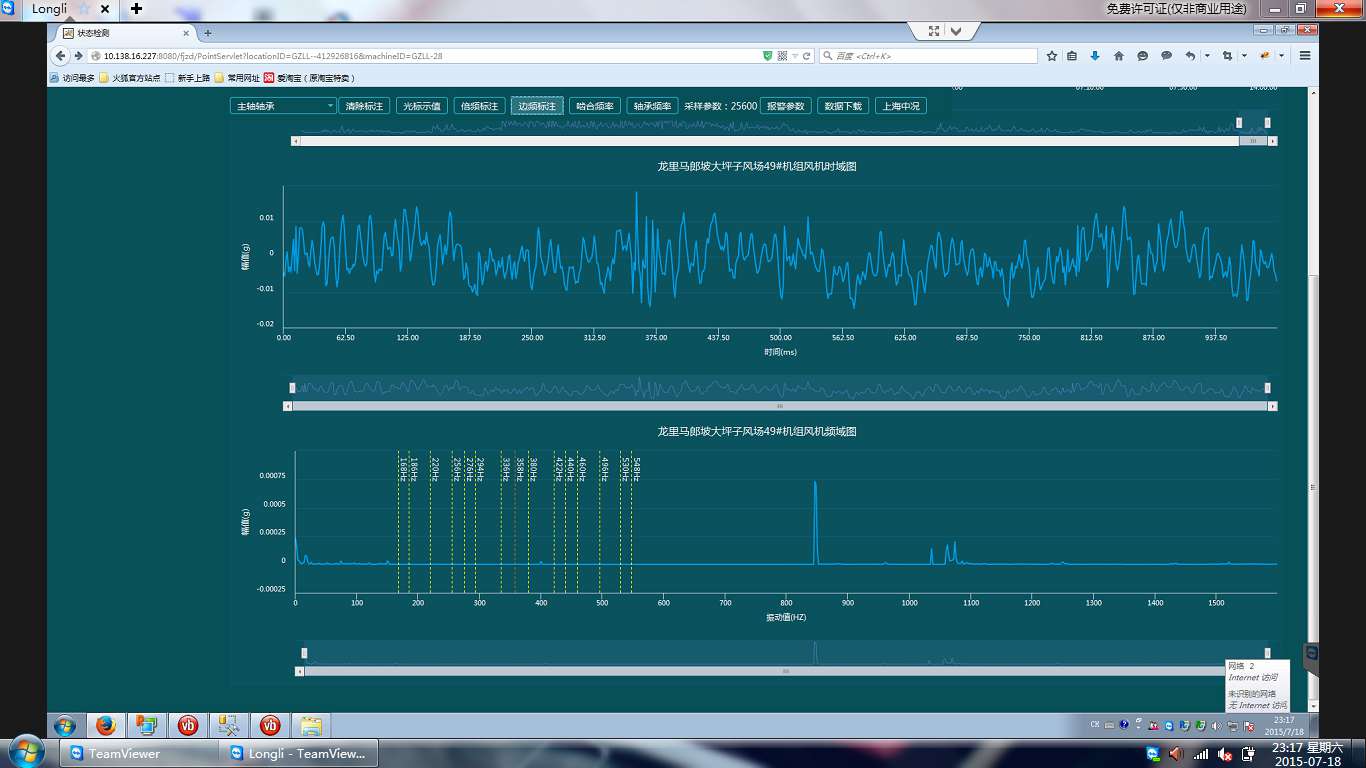 Longli
免费许可证(仅非商业用途)
状态检测
10.138.16.227:8080/fjzd/PointServlet?locationID=GZLL--412926816&machineID=GZLL-28
百度 <Ctrl+K>
访问最多 火狐官方站点 新手上路 常用网址 爱淘宝（原淘宝特卖）
主轴轴承 清除标注 光标示值 倍频标注 边频标注 啮合频率 轴承频率 采样参数：25600 报警参数 数据下载 上海中况
龙里马郎坡大坪子风场49#机组风机时域图
幅值(g)
0.01
0
-0.01
-0.02
0.00 62.50 125.00 187.50 250.00 312.50 375.00 437.50 500.00 562.50 625.00 687.50 750.00 812.50 875.00 937.50
时间(ms)
龙里马郎坡大坪子风场49#机组风机频域图
168Hz 186Hz 220Hz 256Hz 276Hz 294Hz 336Hz 358Hz 380Hz 422Hz 440Hz 460Hz 496Hz 530Hz 548Hz
幅值(g)
0.00075
0.0005
0.00025
0
-0.00025
0 100 200 300 400 500 600 700 800 900 1000 1100 1200 1300 1400 1500
振动值(HZ)
网络 2
Internet 访问
未识别的网络
无 Internet 访问
CH
23:17
2015/7/18
TeamViewer
Longli - TeamView...
23:17 星期六
2015-07-18